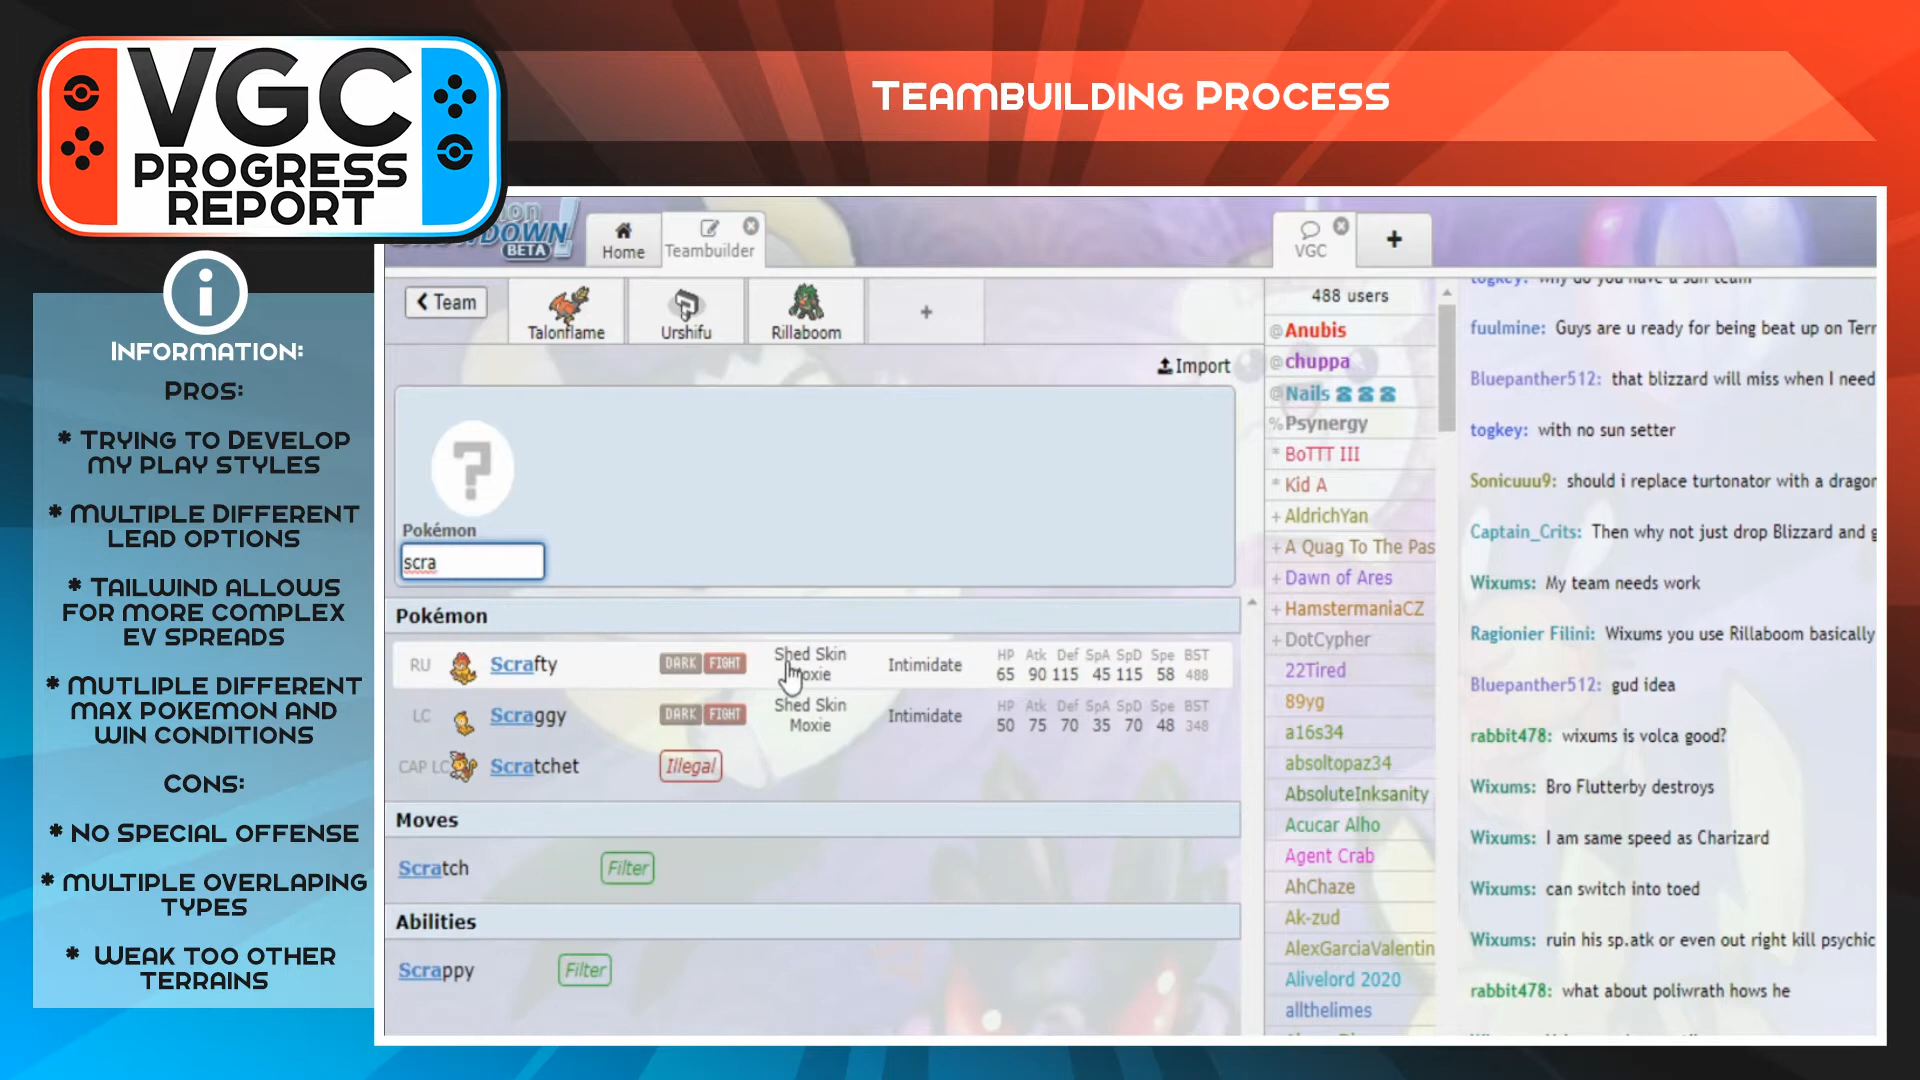 VGC
PROGRESS
REPORT
TEAMBUILDING PROCESS
INFORMATION:
PROS:
* TRYING TO DEVELOP
MY PLAY STYLES
* MULTIPLE DIFFERENT
LEAD OPTIONS
* TAILWIND ALLOWS
FOR MORE COMPLEX
EV SPREADS
* MUTLIPLE DIFFERENT
MAX POKEMON AND
WIN CONDITIONS
CONS:
* NO SPECIAL OFFENSE
* MULTIPLE OVERLAPING
TYPES
* WEAK TOO OTHER
TERRAINS
BETA
Home
Teambuilder
VGC
+
Team
Talonflame
Urshifu
Rillaboom
+
Import
?
Pokémon
scra
Pokémon
RU Scrafty DARK FIGHT Shed Skin Moxie Intimidate HP 65 Atk 90 Def 115 SpA 45 SpD 115 Spe 58 BST 488
LC Scraggy DARK FIGHT Shed Skin Moxie Intimidate HP 50 Atk 75 Def 70 SpA 35 SpD 70 Spe 48 BST 348
CAP LC Scratchet Illegal
Moves
Scratch Filter
Abilities
Scrappy Filter
488 users
@Anubis
@chuppa
@Nails ☎☎☎
%Psynergy
* BoTTT III
* Kid A
+AldrichYan
+A Quag To The Pas
+Dawn of Ares
+HamstermaniaCZ
+DotCypher
22Tired
89yg
a16s34
absoltopaz34
AbsoluteInksanity
Acucar Alho
Agent Crab
AhChaze
Ak-zud
AlexGarciaValentin
Alivelord 2020
allthelimes
togkey: why do you have a sun team
fuulmine: Guys are u ready for being beat up on Terr
Bluepanther512: that blizzard will miss when I need
togkey: with no sun setter
Sonicuuu9: should i replace turtonator with a dragon
Captain_Crits: Then why not just drop Blizzard and g
Wixums: My team needs work
Ragionier Filini: Wixums you use Rillaboom basically
Bluepanther512: gud idea
rabbit478: wixums is volca good?
Wixums: Bro Flutterby destroys
Wixums: I am same speed as Charizard
Wixums: can switch into toed
Wixums: ruin his sp.atk or even out right kill psychic
rabbit478: what about poliwrath hows he